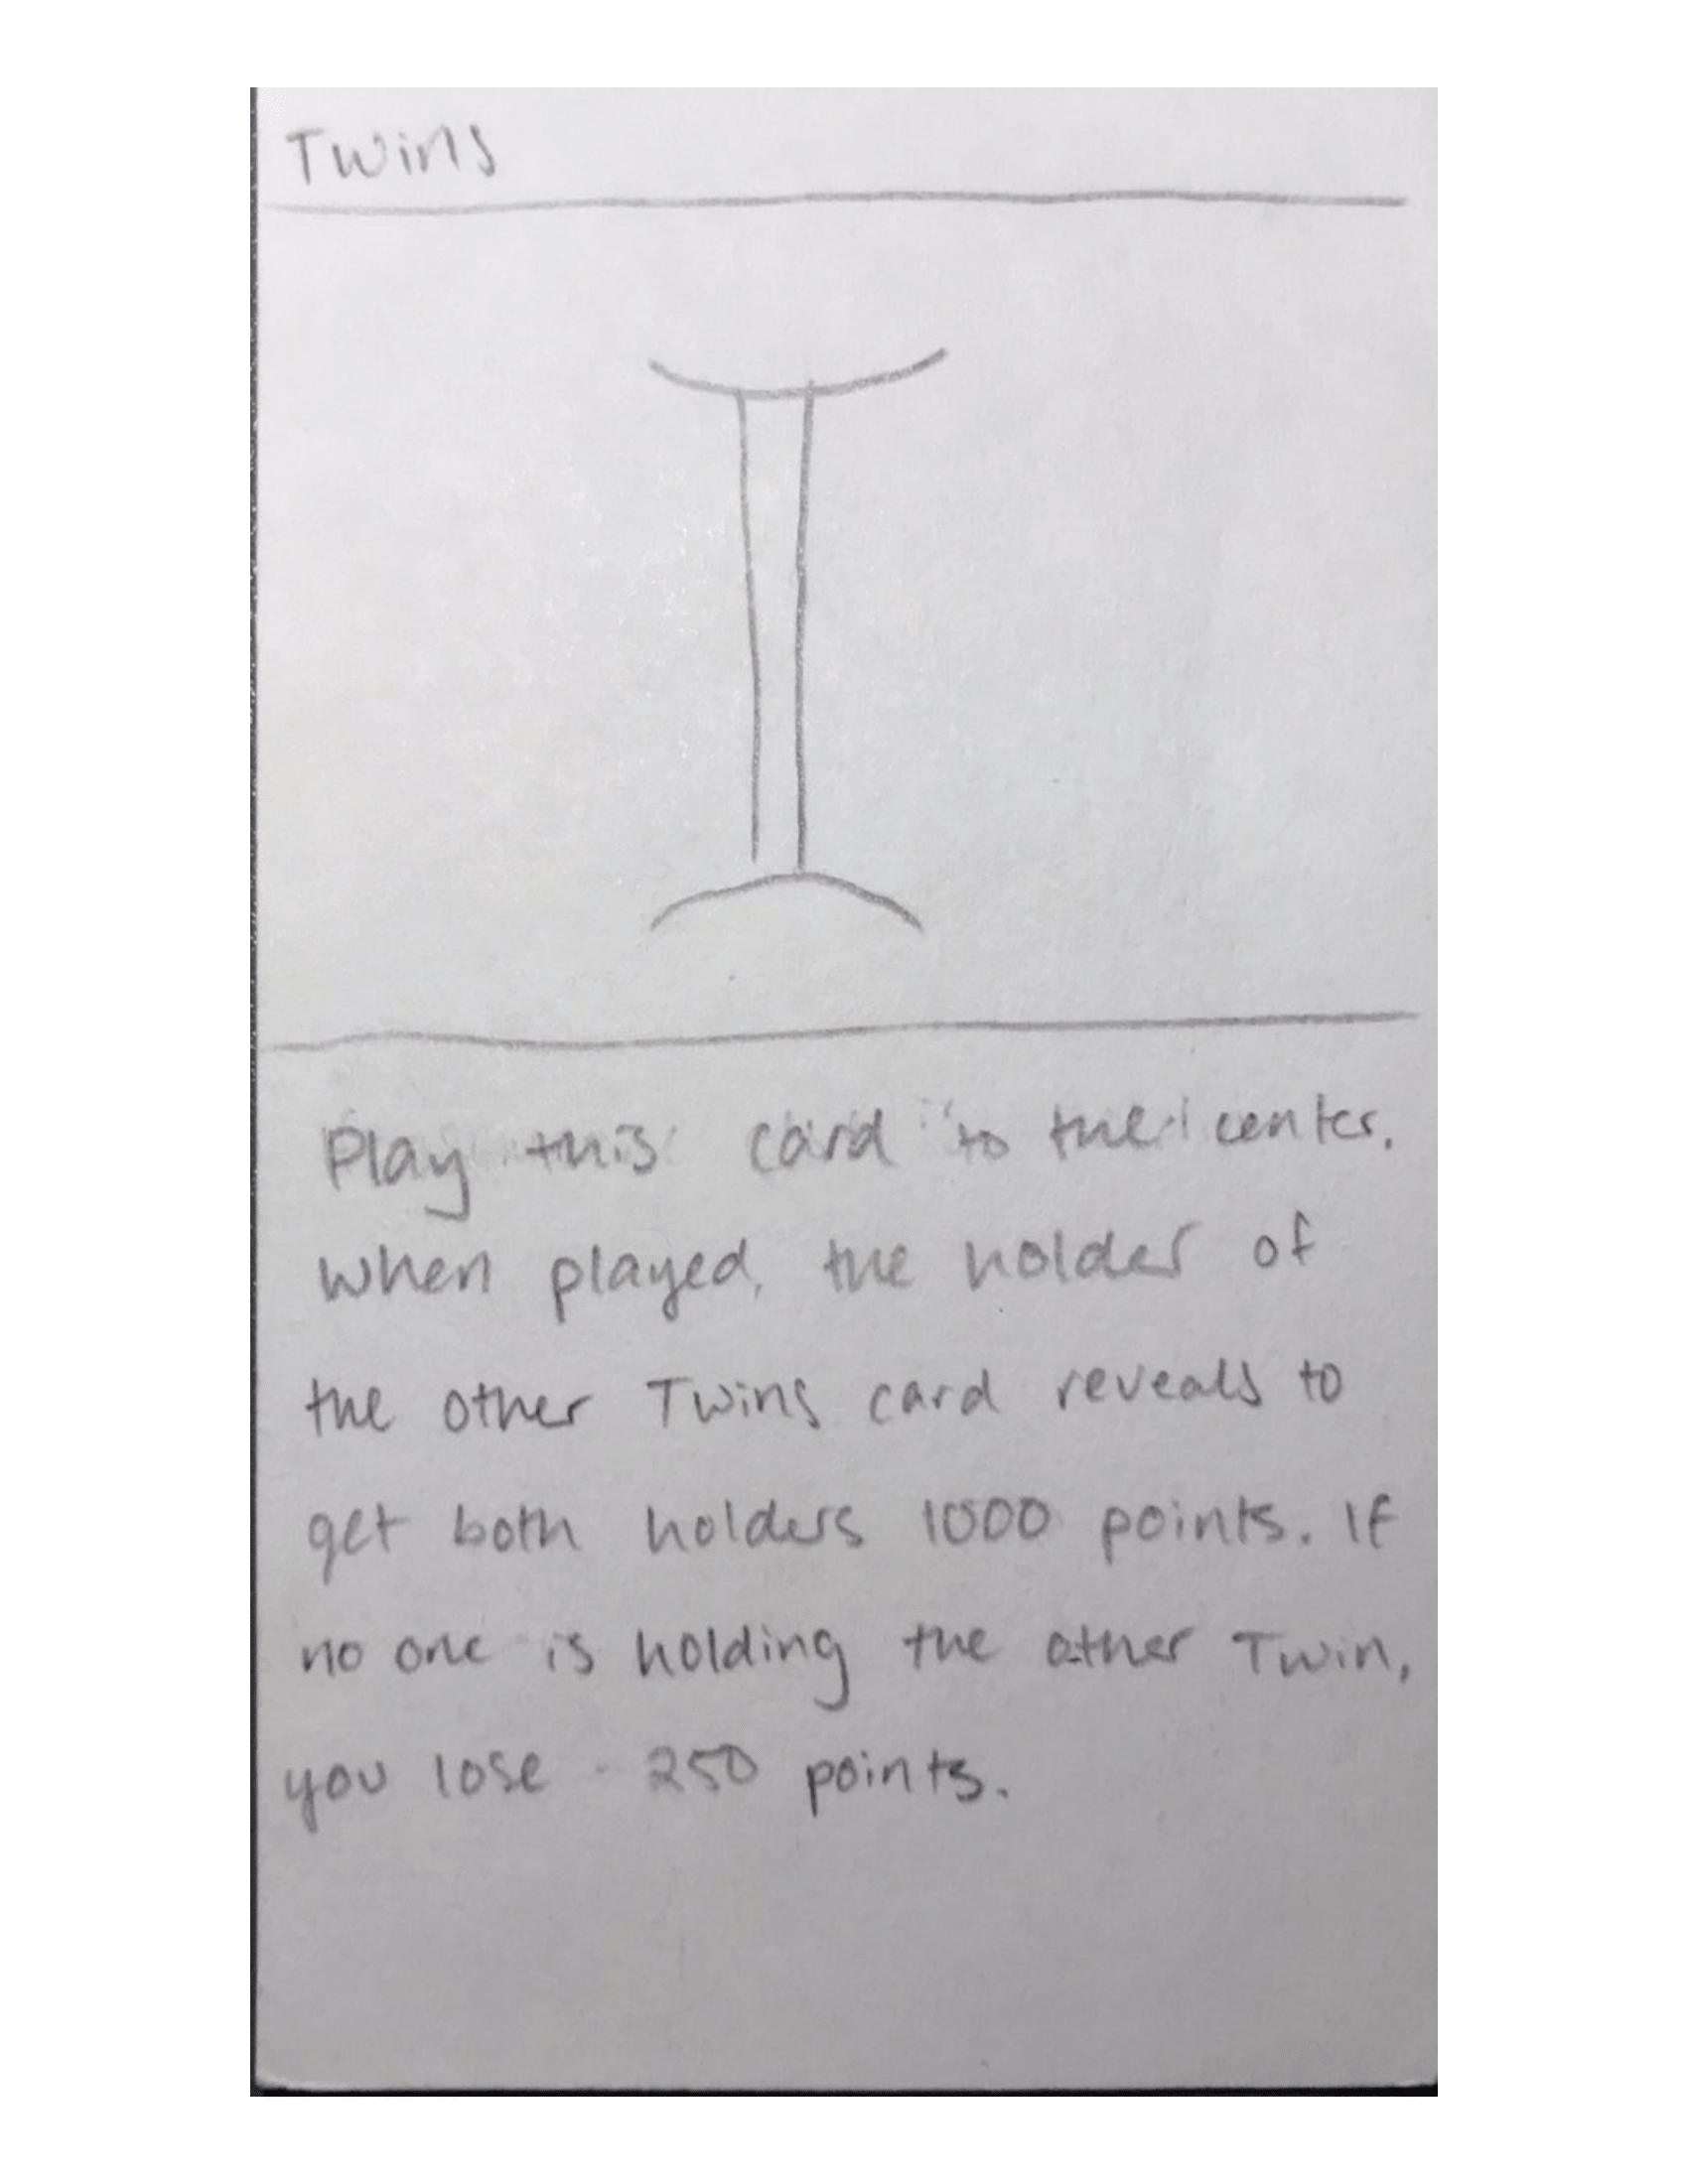 Twins
Play this card to the center.
When played, the holder of
the other Twins card reveals to
get both holders 1000 points. If
no one is holding the other Twin,
you lose - 250 points.